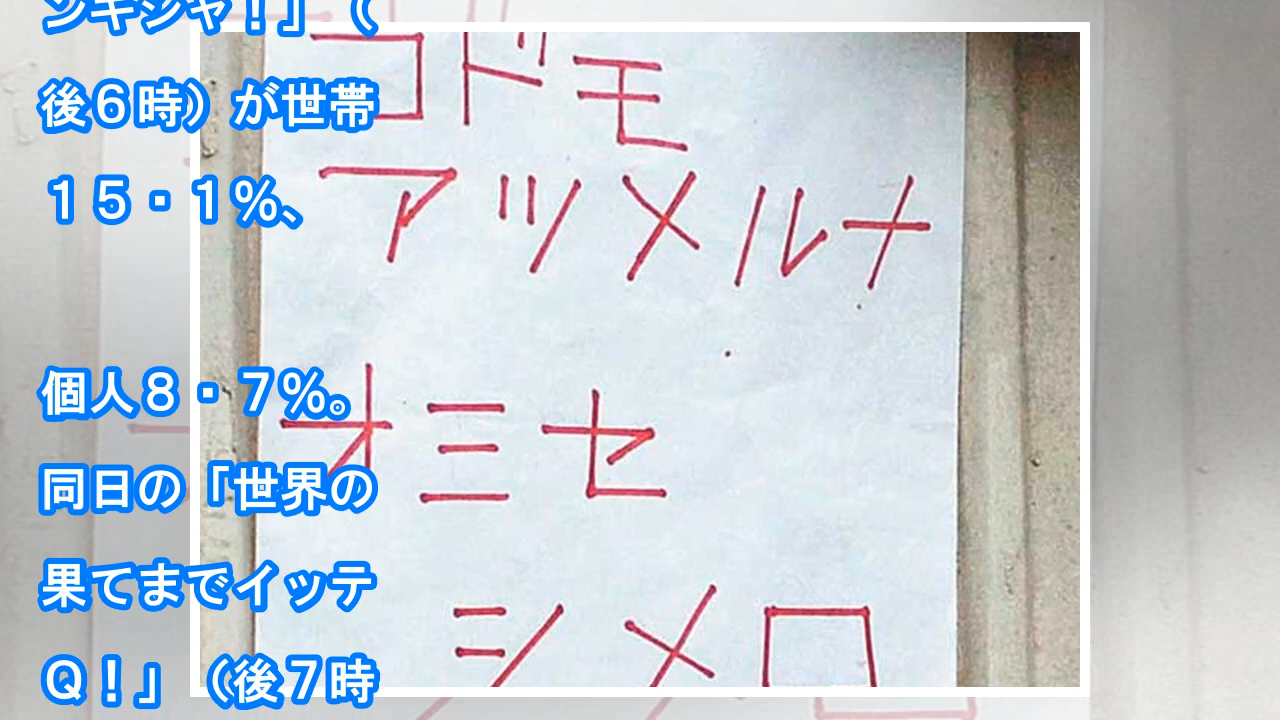 ンキシャ！」（
後６時）が世帯
１５・１％、
個人８・７％。
同日の「世界の
果てまでイッテ
Ｑ！」（後７時
コドモ
アツメルナ
オミセ
シメロ